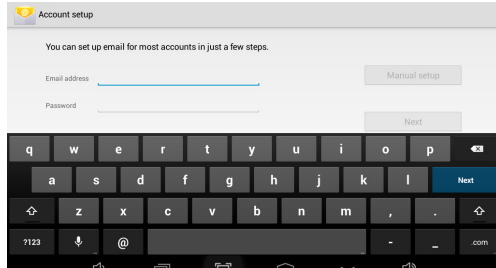 Account setup
You can set up email for most accounts in just a few steps.
Email address
Manual setup
Password
Next
q w e r t y u i o p
a s d f g h j k l Next
z x c v b n m , .
?123 @ - _ .com